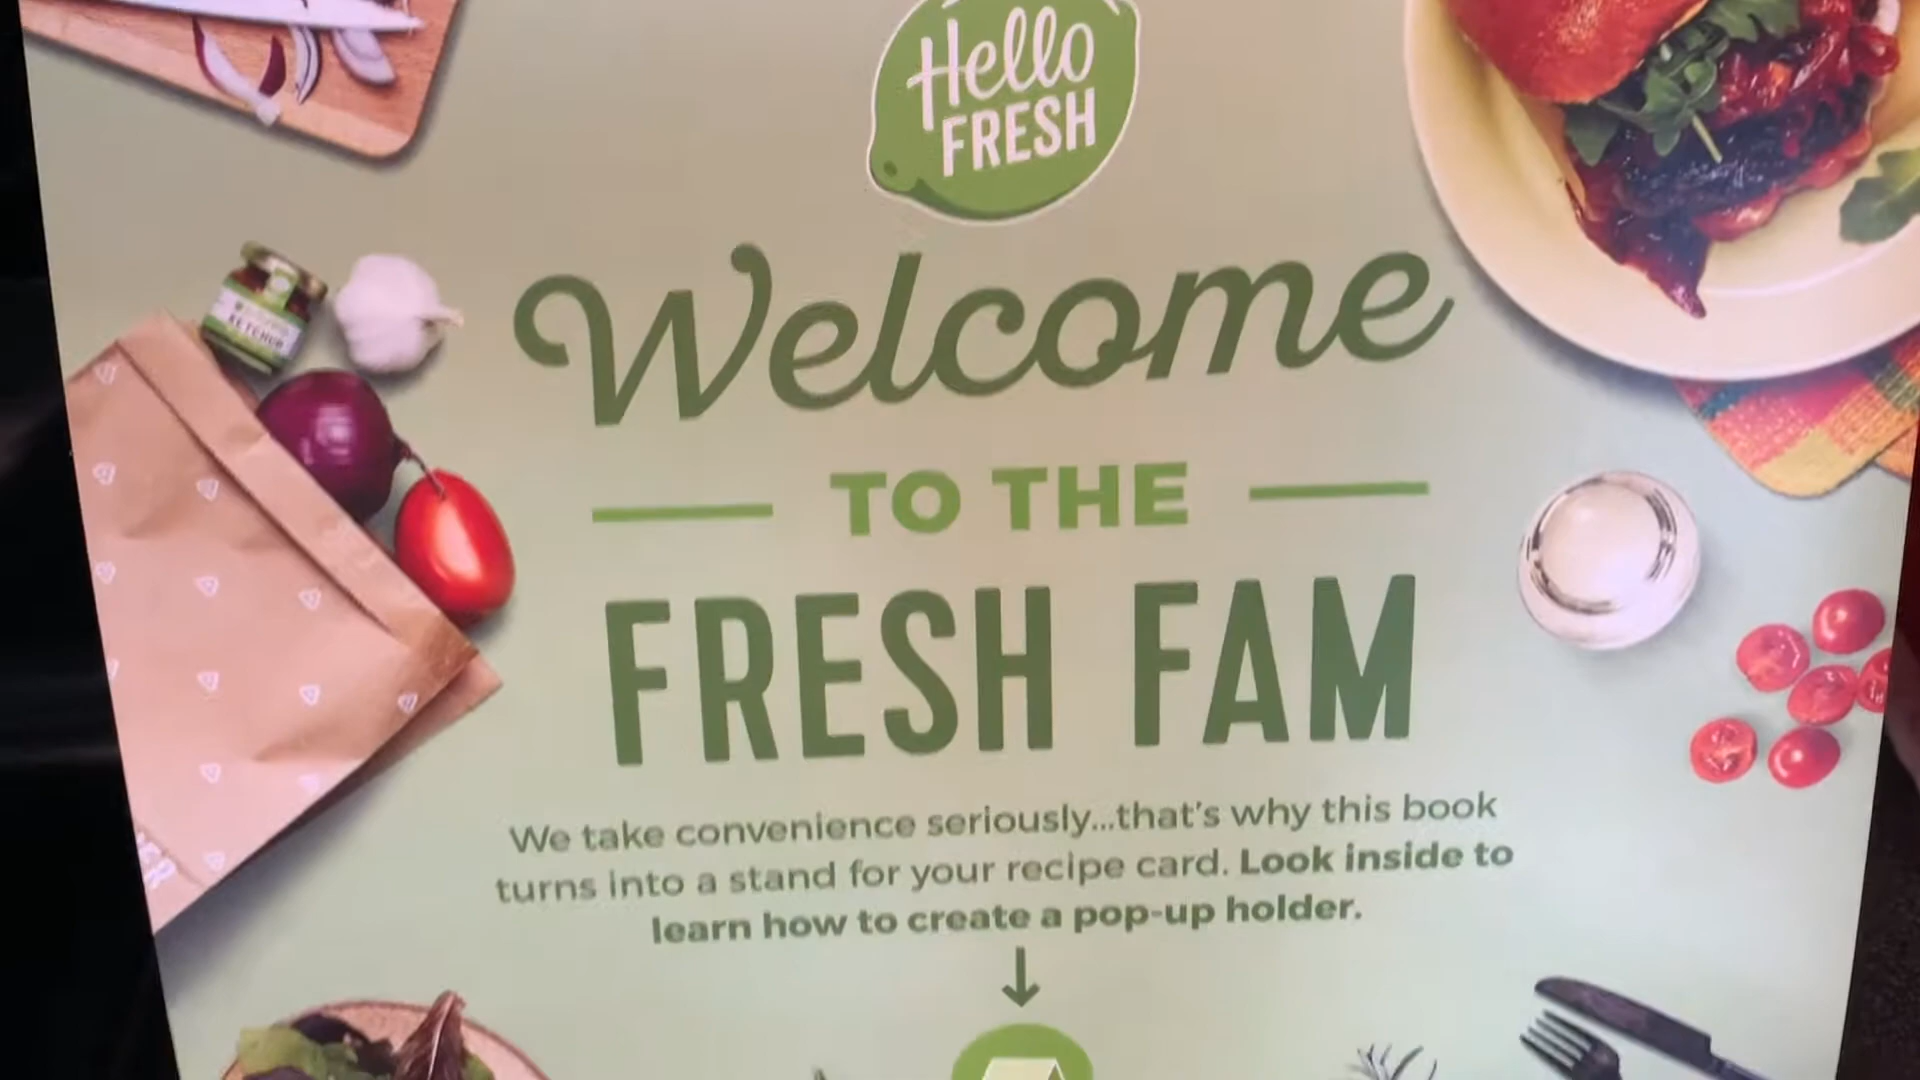 Hello
FRESH
Welcome
TO THE
FRESH FAM
We take convenience seriously...that's why this book
turns into a stand for your recipe card. Look inside to
learn how to create a pop-up holder.
KETCHUP